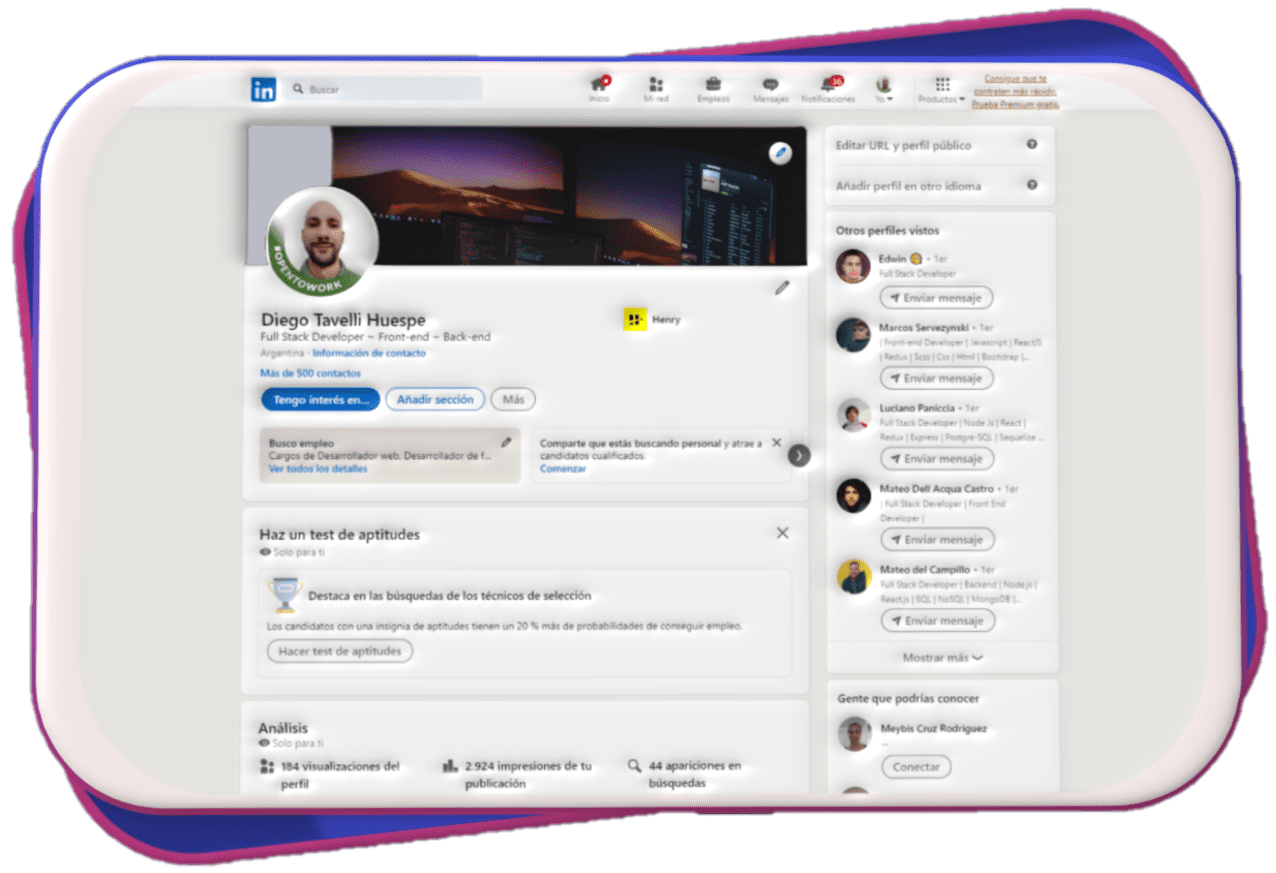 in
Buscar
Inicio
Mi red
Empleos
Mensajes
36
Notificaciones
Yo
Productos
Consigue que te
contraten más rápido.
Prueba Premium gratis.
#OPENTOWORK
Diego Tavelli Huespe
Full Stack Developer ~ Front-end ~ Back-end
Argentina · Información de contacto
Más de 500 contactos
Henry
Tengo interés en...
Añadir sección
Más
Busco empleo
Cargos de Desarrollador web, Desarrollador de f...
Ver todos los detalles
Comparte que estás buscando personal y atrae a
candidatos cualificados.
Comenzar
Haz un test de aptitudes
Solo para ti
Destaca en las búsquedas de los técnicos de selección
Los candidatos con una insignia de aptitudes tienen un 20 % más de probabilidades de conseguir empleo.
Hacer test de aptitudes
Análisis
Solo para ti
184 visualizaciones del
perfil
2.924 impresiones de tu
publicación
44 apariciones en
búsquedas
Editar URL y perfil público
Añadir perfil en otro idioma
Otros perfiles vistos
Edwin • 1er
Full Stack Developer
Enviar mensaje
Marcos Servezynski • 1er
| Front-end Developer | Javascript | ReactJS
| Redux | Scss | Css | Html | Bootstrap |...
Enviar mensaje
Luciano Paniccia • 1er
Full Stack Developer | Node Js | React |
Redux | Express | Postgre-SQL | Sequelize ...
Enviar mensaje
Mateo Dell Acqua Castro • 1er
| Full Stack Developer | Front End
Developer |
Enviar mensaje
Mateo del Campillo • 1er
Full Stack Developer | Backend | Node.js |
React.js | SQL | NoSQL | MongoDB |...
Enviar mensaje
Mostrar más
Gente que podrías conocer
Meybis Cruz Rodriguez
...
Conectar